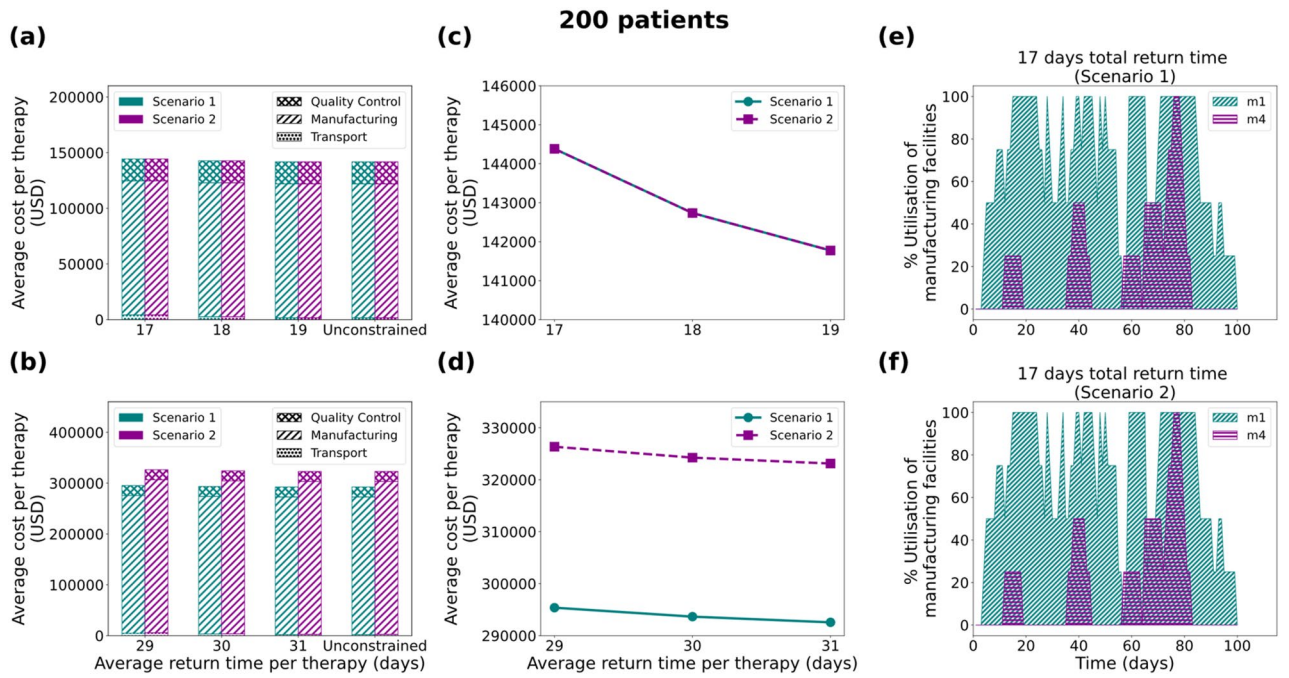 200 patients
(a)
Average cost per therapy
(USD)
200000
150000
100000
50000
0
Scenario 1
Scenario 2
Quality Control
Manufacturing
Transport
17 18 19 Unconstrained
(c)
Average cost per therapy
(USD)
146000
145000
144000
143000
142000
141000
140000
Scenario 1
Scenario 2
17 18 19
(e)
17 days total return time
(Scenario 1)
% Utilisation of
manufacturing facilities
100
80
60
40
20
0
m1
m4
0 20 40 60 80 100
(b)
Average cost per therapy
(USD)
400000
300000
200000
100000
0
Scenario 1
Scenario 2
Quality Control
Manufacturing
Transport
29 30 31 Unconstrained
Average return time per therapy (days)
(d)
Average cost per therapy
(USD)
330000
320000
310000
300000
290000
Scenario 1
Scenario 2
29 30 31
Average return time per therapy (days)
(f)
17 days total return time
(Scenario 2)
% Utilisation of
manufacturing facilities
100
80
60
40
20
0
m1
m4
0 20 40 60 80 100
Time (days)